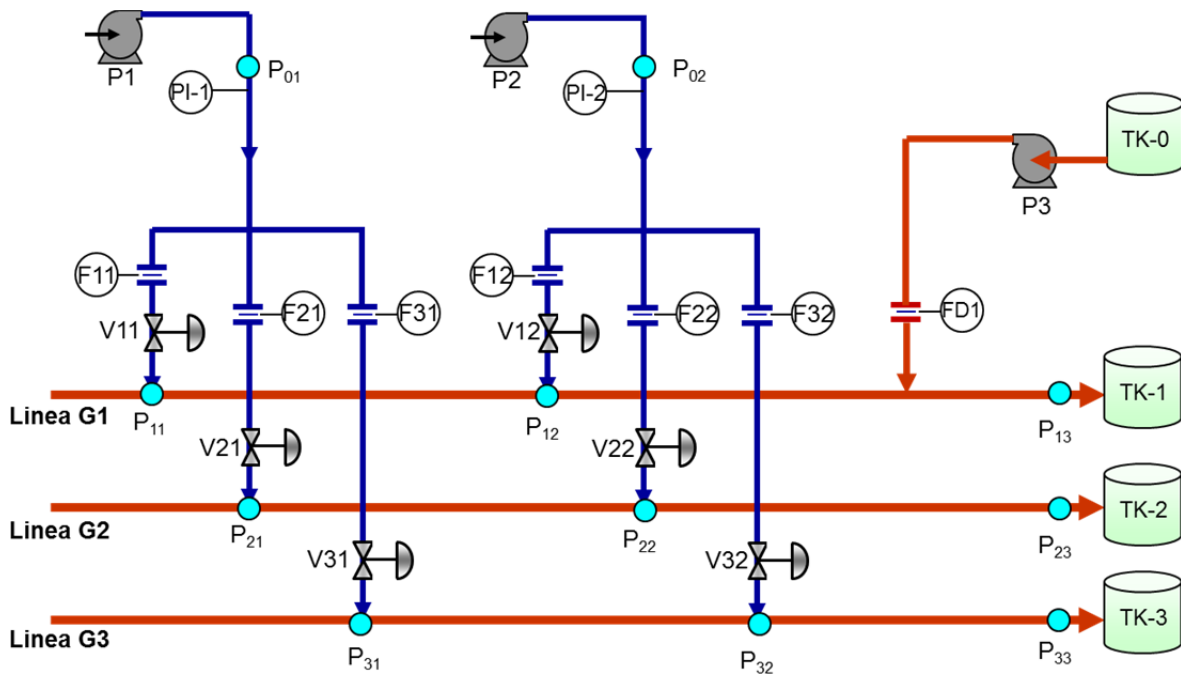 P1
P01
PI-1
P2
P02
PI-2
TK-0
P3
F11
F21
F31
F12
F22
F32
FD1
V11
V12
Linea G1
P11
P12
P13
TK-1
V21
V22
Linea G2
P21
P22
P23
TK-2
V31
V32
Linea G3
P31
P32
P33
TK-3